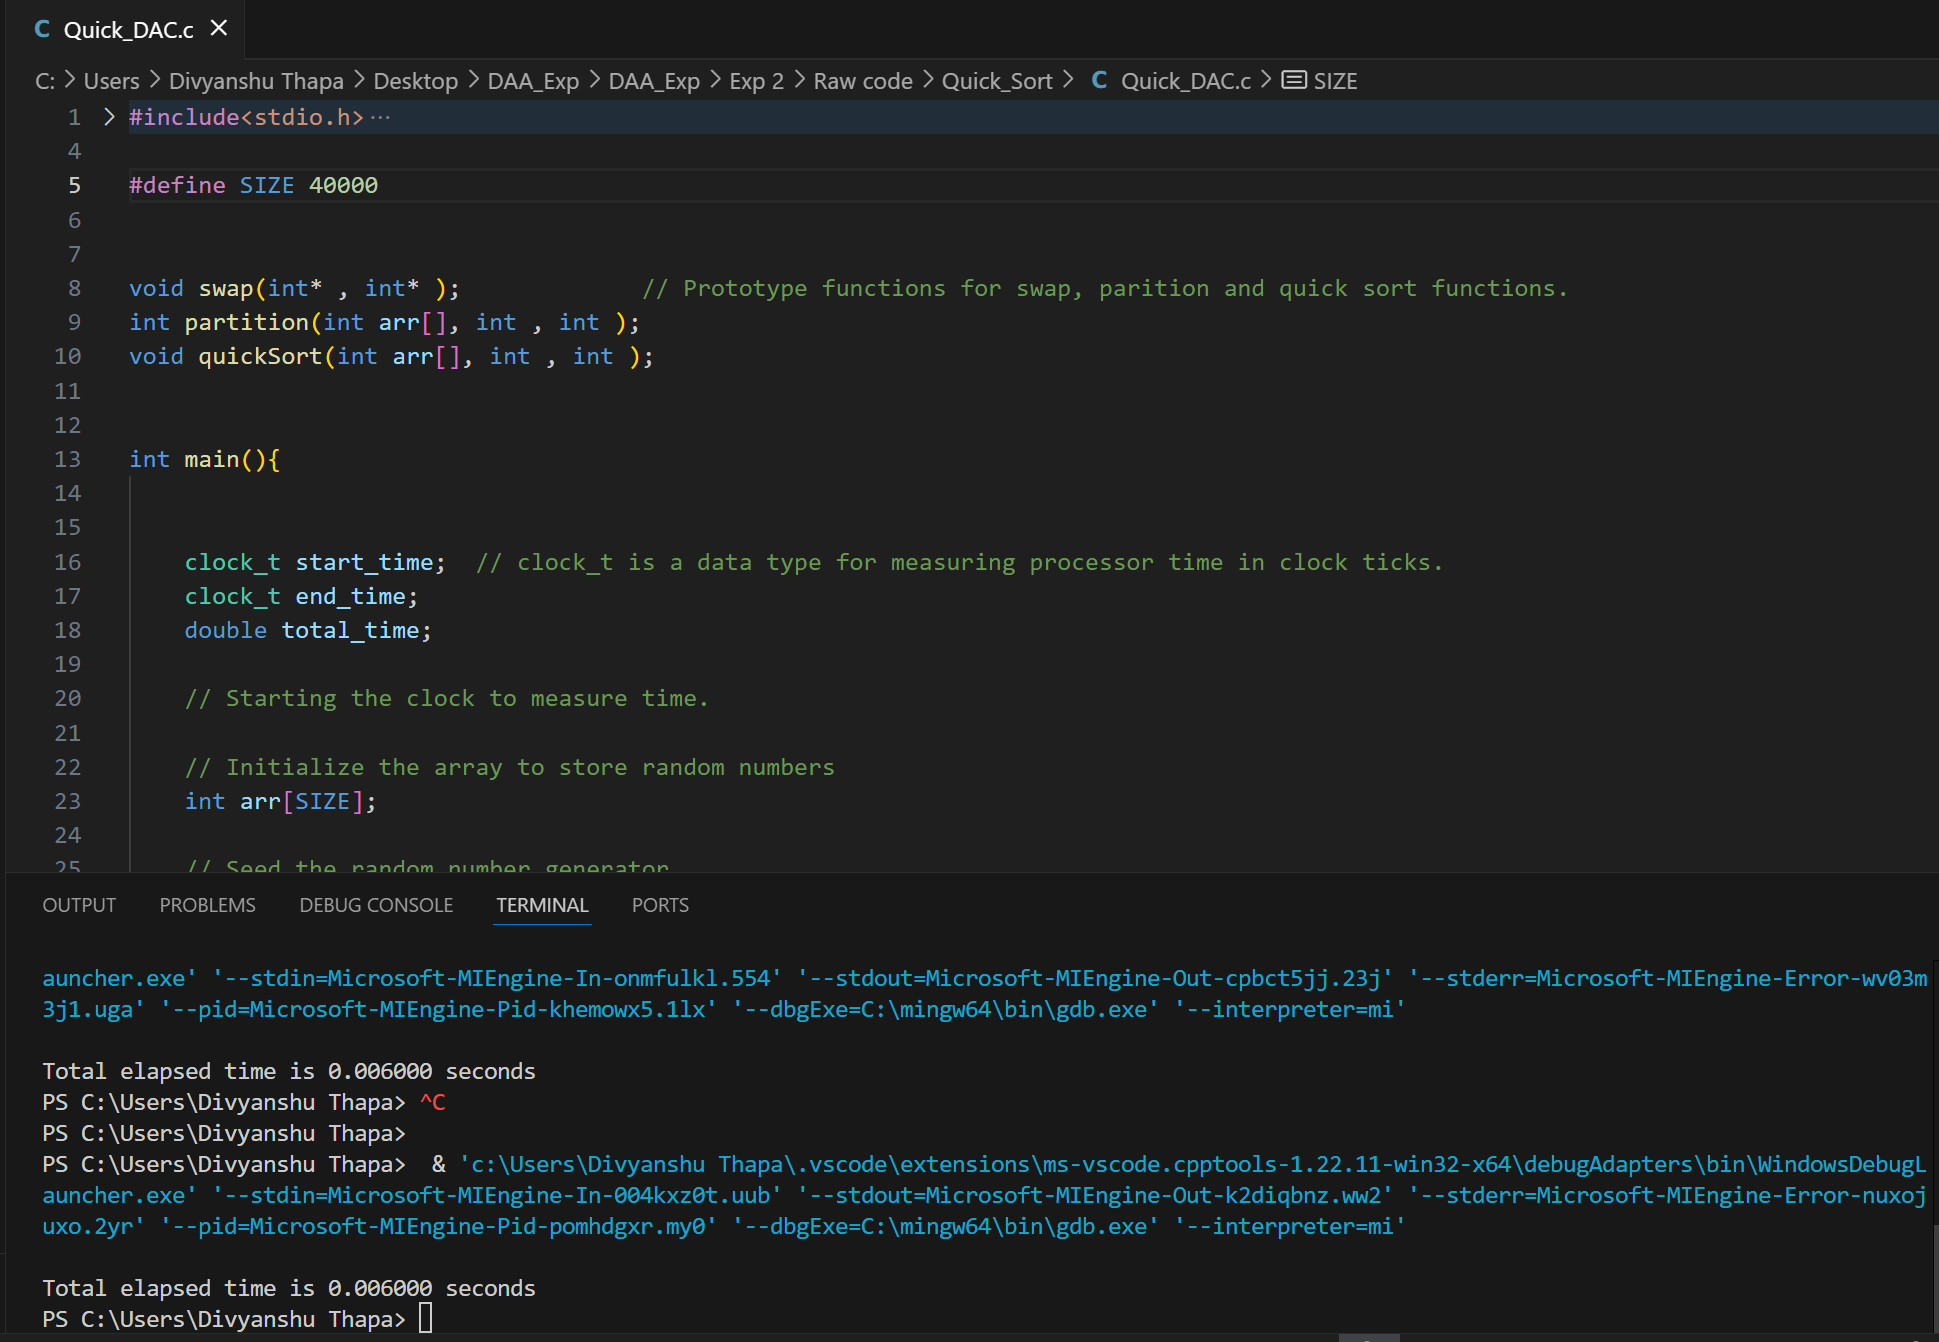 C Quick_DAC.c ×
C: > Users > Divyanshu Thapa > Desktop > DAA_Exp > DAA_Exp > Exp 2 > Raw code > Quick_Sort > C Quick_DAC.c > SIZE
1 > #include<stdio.h> ···
4
5 #define SIZE 40000
6
7
8 void swap(int* , int* );             // Prototype functions for swap, parition and quick sort functions.
9 int partition(int arr[], int , int );
10 void quickSort(int arr[], int , int );
11
12
13 int main(){
14
15
16     clock_t start_time;  // clock_t is a data type for measuring processor time in clock ticks.
17     clock_t end_time;
18     double total_time;
19
20     // Starting the clock to measure time.
21
22     // Initialize the array to store random numbers
23     int arr[SIZE];
24
25     // Seed the random number generator
OUTPUT PROBLEMS DEBUG CONSOLE TERMINAL PORTS
auncher.exe' '--stdin=Microsoft-MIEngine-In-onmfulkl.554' '--stdout=Microsoft-MIEngine-Out-cpbct5jj.23j' '--stderr=Microsoft-MIEngine-Error-wv03m
3j1.uga' '--pid=Microsoft-MIEngine-Pid-khemowx5.1lx' '--dbgExe=C:\mingw64\bin\gdb.exe' '--interpreter=mi'
Total elapsed time is 0.006000 seconds
PS C:\Users\Divyanshu Thapa> ^C
PS C:\Users\Divyanshu Thapa>
PS C:\Users\Divyanshu Thapa>  & 'c:\Users\Divyanshu Thapa\.vscode\extensions\ms-vscode.cpptools-1.22.11-win32-x64\debugAdapters\bin\WindowsDebugL
auncher.exe' '--stdin=Microsoft-MIEngine-In-004kxz0t.uub' '--stdout=Microsoft-MIEngine-Out-k2diqbnz.ww2' '--stderr=Microsoft-MIEngine-Error-nuxoj
uxo.2yr' '--pid=Microsoft-MIEngine-Pid-pomhdgxr.my0' '--dbgExe=C:\mingw64\bin\gdb.exe' '--interpreter=mi'
Total elapsed time is 0.006000 seconds
PS C:\Users\Divyanshu Thapa>